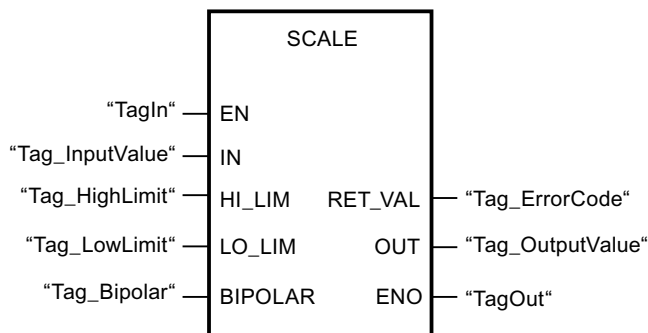 SCALE
“TagIn“ EN
“Tag_InputValue“ IN
“Tag_HighLimit“ HI_LIM RET_VAL “Tag_ErrorCode“
“Tag_LowLimit“ LO_LIM OUT “Tag_OutputValue“
“Tag_Bipolar“ BIPOLAR ENO “TagOut“